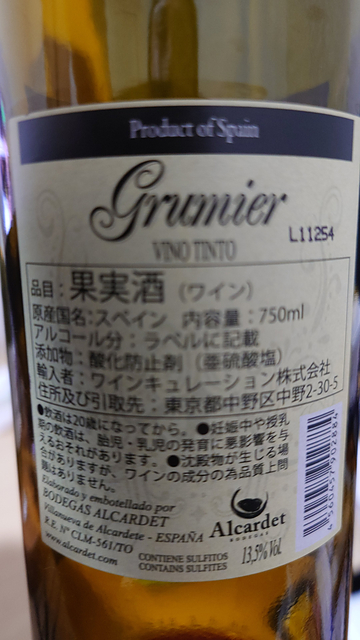 Product of Spain
Grumier
L11254
VINO TINTO
品目：果実酒（ワイン）
原産国名：スペイン 内容量：750ml
アルコール分：ラベルに記載
添加物：酸化防止剤（亜硫酸塩）
輸入者：ワインキュレーション株式会社
住所及び引取先：東京都中野区中野2-30-5
●飲酒は20歳になってから。●妊娠中や授乳
期の飲酒は、胎児・乳児の発育に悪影響を与
えるおそれがあります。●沈殿物が生じる場
合がありますが、ワインの成分の為品質上問
題はありません。
Elaborado y embotellado por
BODEGAS ALCARDET
Villanueva de Alcardete - ESPAÑA
R.E. Nº CLM-561/TO
www.alcardet.com
CONTIENE SULFITOS
CONTAINS SULFITES
Alcardet
BODEGAS
13,5% Vol.
4560457902884